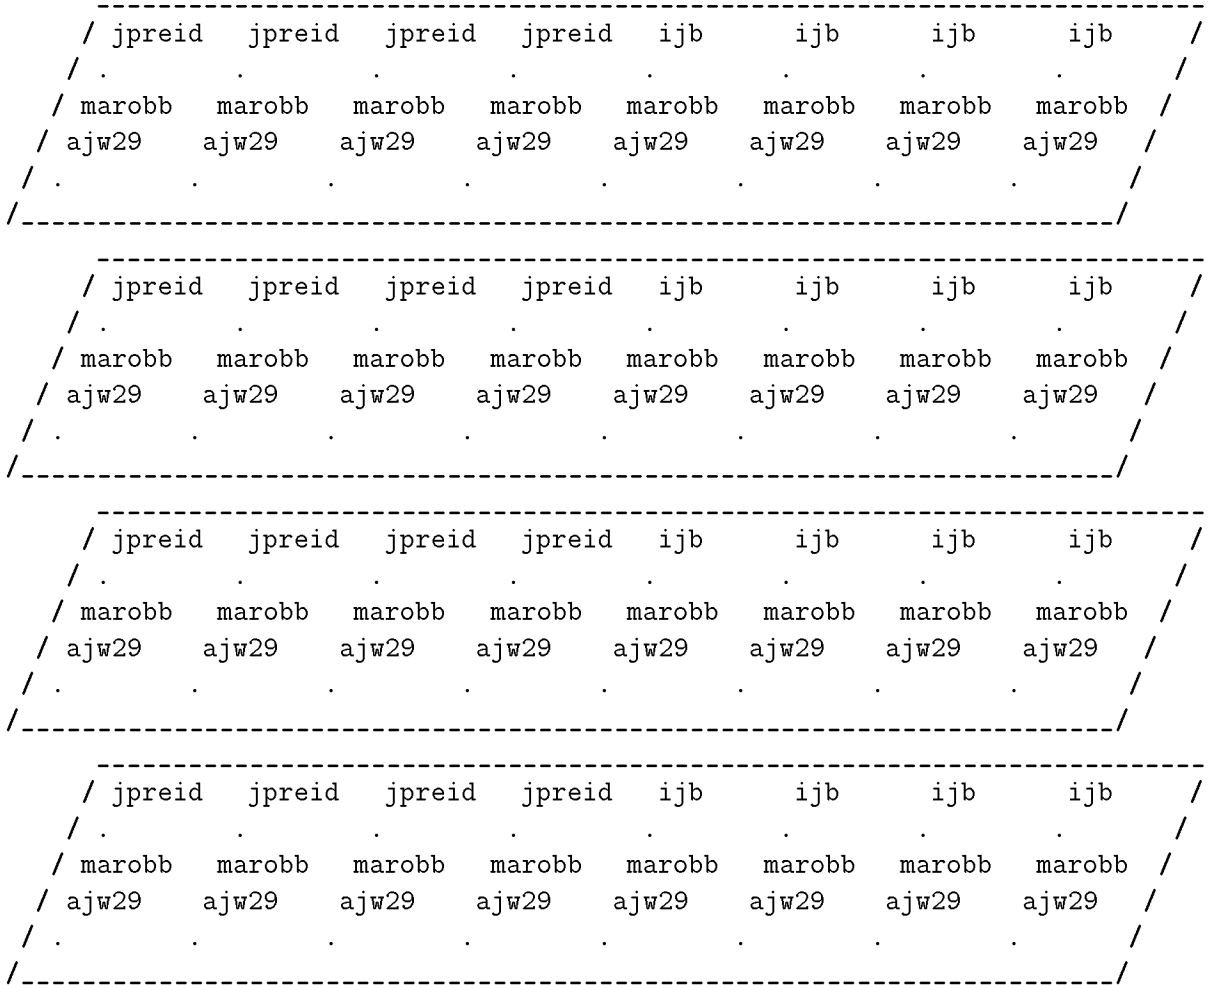 --------------------------------------------------------------------------
/ jpreid   jpreid   jpreid   jpreid   ijb      ijb      ijb      ijb     /
/ .        .        .        .        .        .        .        .       /
/ marobb   marobb   marobb   marobb   marobb   marobb   marobb   marobb  /
/ ajw29    ajw29    ajw29    ajw29    ajw29    ajw29    ajw29    ajw29    /
/ .        .        .        .        .        .        .        .       /
/-------------------------------------------------------------------------/
--------------------------------------------------------------------------
/ jpreid   jpreid   jpreid   jpreid   ijb      ijb      ijb      ijb     /
/ .        .        .        .        .        .        .        .       /
/ marobb   marobb   marobb   marobb   marobb   marobb   marobb   marobb  /
/ ajw29    ajw29    ajw29    ajw29    ajw29    ajw29    ajw29    ajw29    /
/ .        .        .        .        .        .        .        .       /
/-------------------------------------------------------------------------/
--------------------------------------------------------------------------
/ jpreid   jpreid   jpreid   jpreid   ijb      ijb      ijb      ijb     /
/ .        .        .        .        .        .        .        .       /
/ marobb   marobb   marobb   marobb   marobb   marobb   marobb   marobb  /
/ ajw29    ajw29    ajw29    ajw29    ajw29    ajw29    ajw29    ajw29    /
/ .        .        .        .        .        .        .        .       /
/-------------------------------------------------------------------------/
--------------------------------------------------------------------------
/ jpreid   jpreid   jpreid   jpreid   ijb      ijb      ijb      ijb     /
/ .        .        .        .        .        .        .        .       /
/ marobb   marobb   marobb   marobb   marobb   marobb   marobb   marobb  /
/ ajw29    ajw29    ajw29    ajw29    ajw29    ajw29    ajw29    ajw29    /
/ .        .        .        .        .        .        .        .       /
/-------------------------------------------------------------------------/